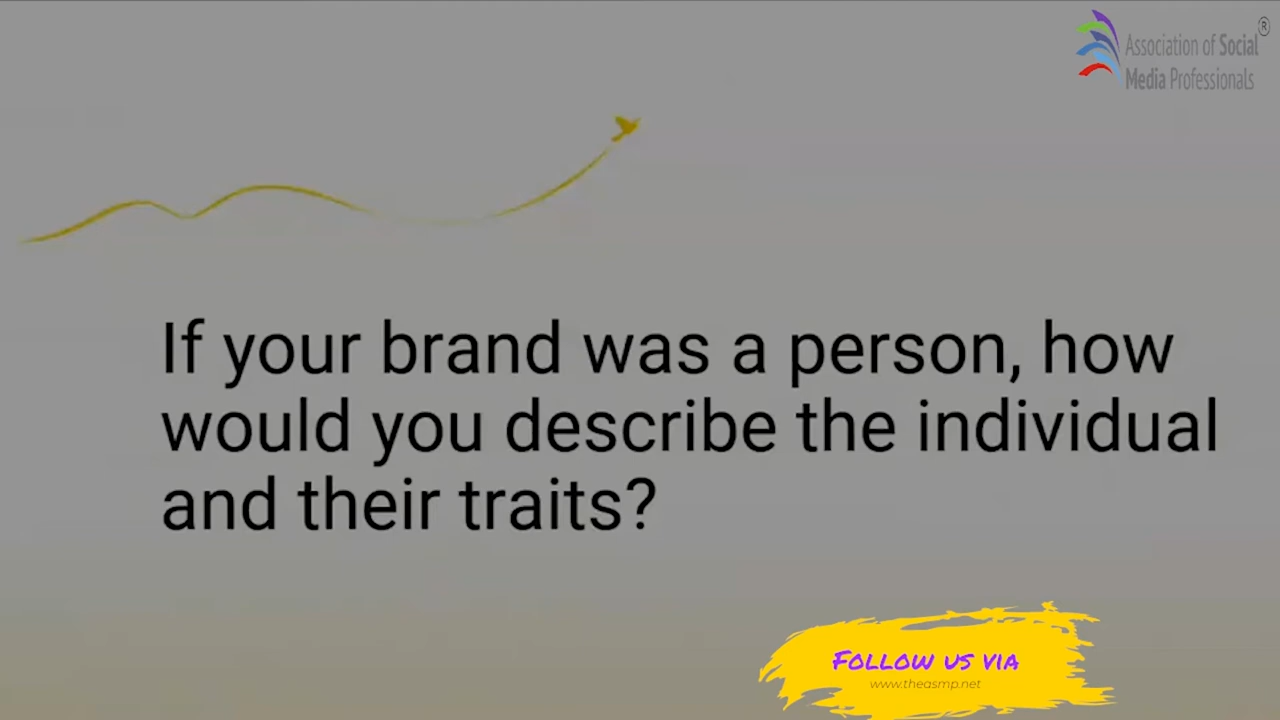 Association of Social ®
Media Professionals
If your brand was a person, how
would you describe the individual
and their traits?
Follow us via
www.theasmp.net